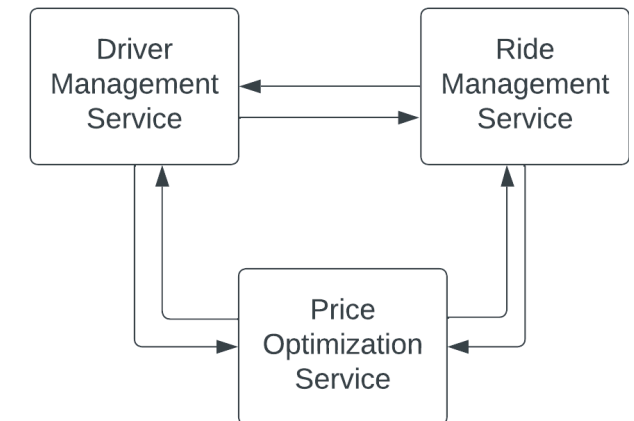 Driver
Management
Service
Ride
Management
Service
Price
Optimization
Service